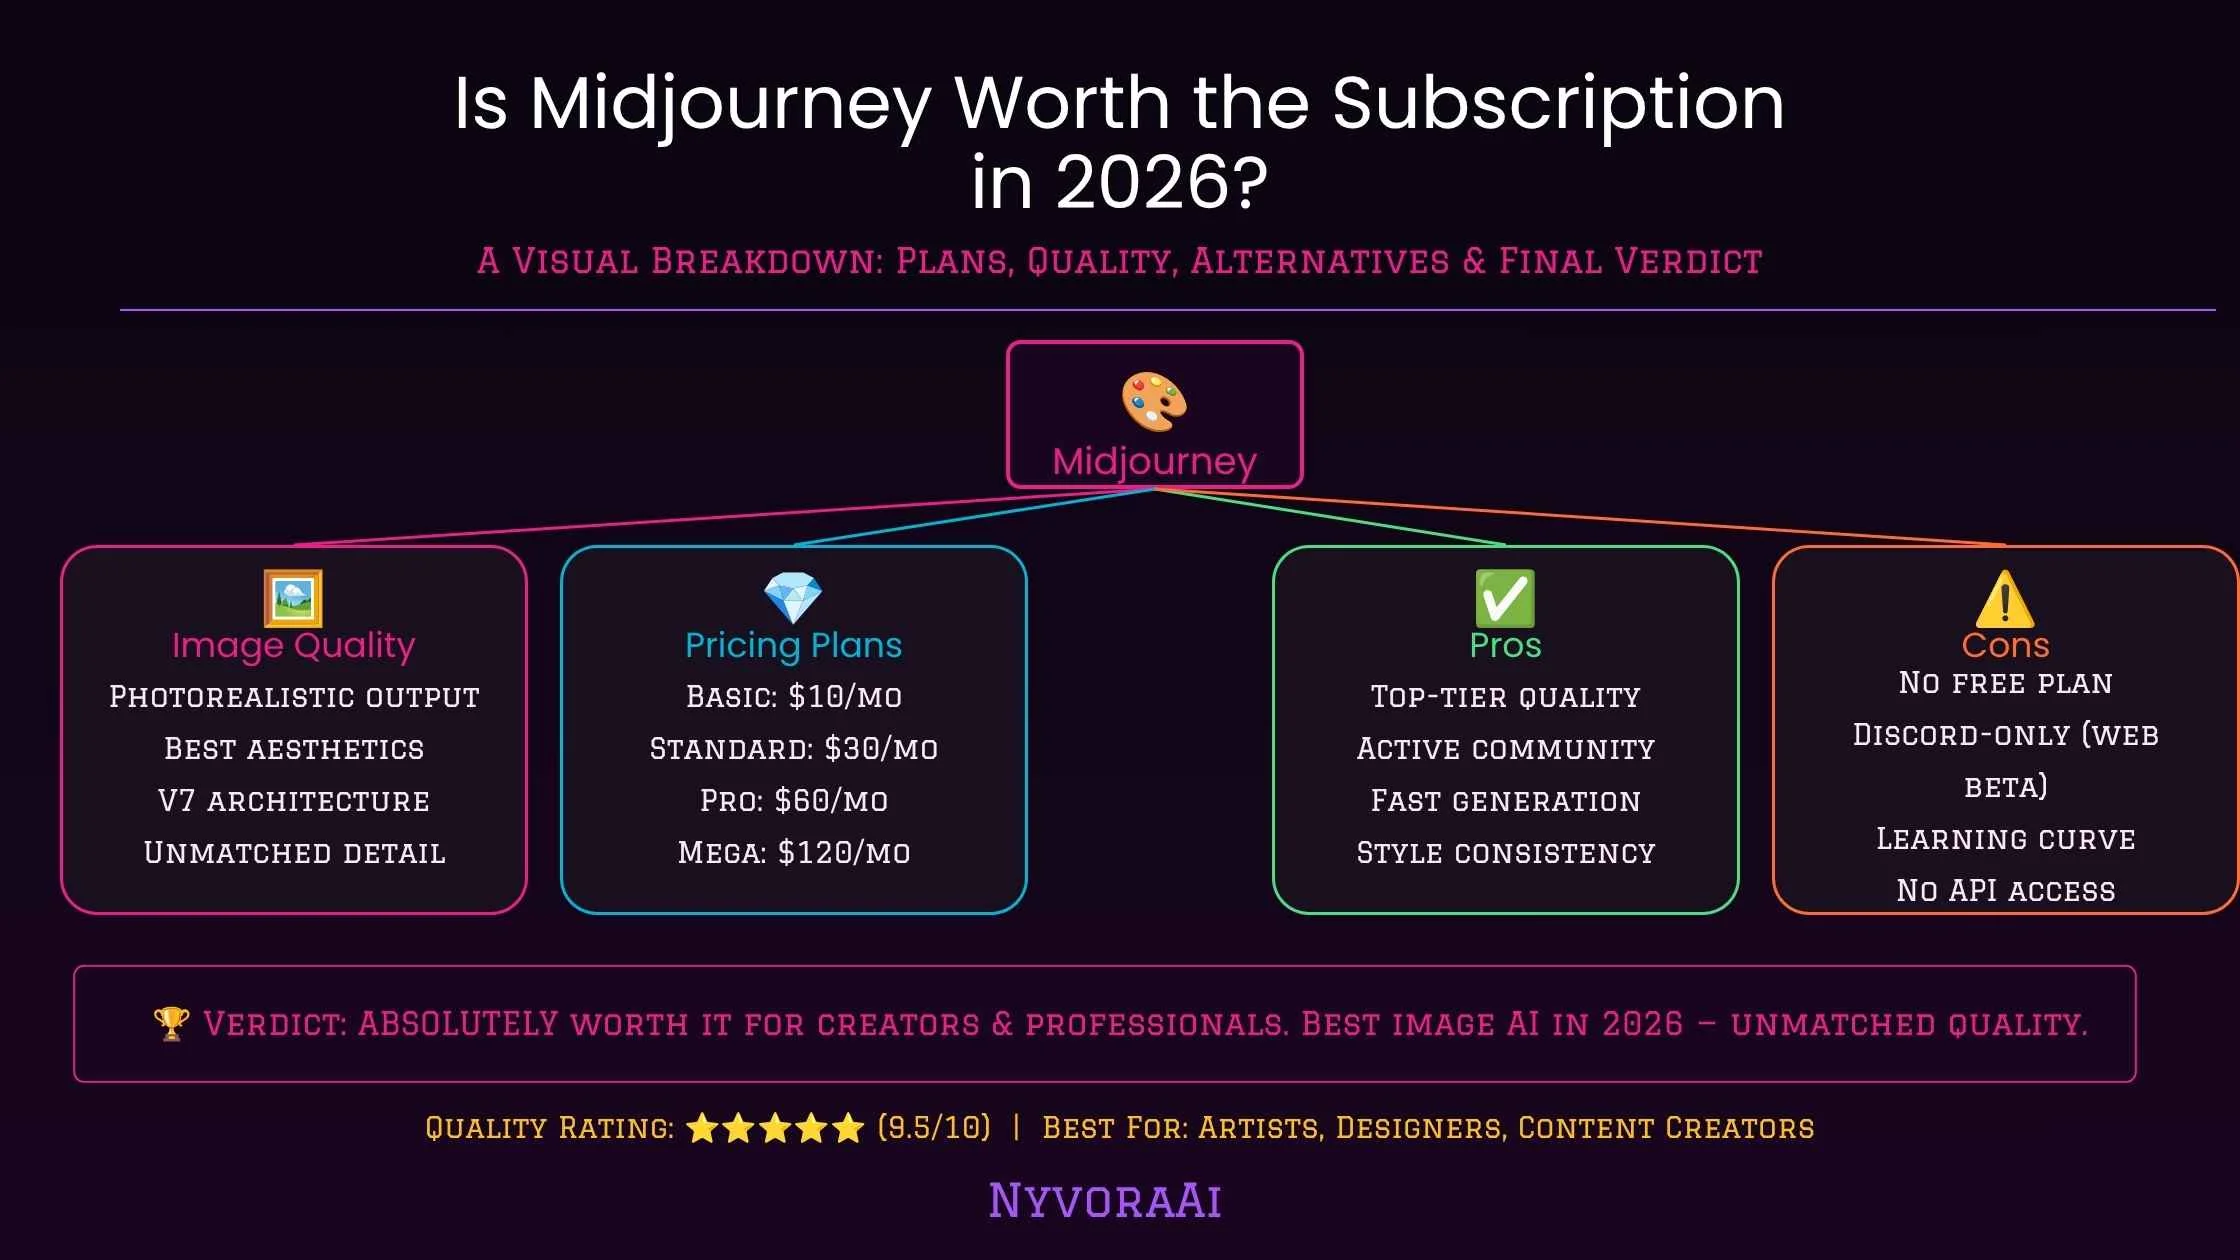 Is Midjourney Worth the Subscription
in 2026?
A Visual Breakdown: Plans, Quality, Alternatives & Final Verdict
Midjourney
Image Quality
Photorealistic output
Best aesthetics
V7 architecture
Unmatched detail
Pricing Plans
Basic: $10/mo
Standard: $30/mo
Pro: $60/mo
Mega: $120/mo
Pros
Top-tier quality
Active community
Fast generation
Style consistency
Cons
No free plan
Discord-only (web
beta)
Learning curve
No API access
🏆 Verdict: ABSOLUTELY worth it for creators & professionals. Best image AI in 2026 — unmatched quality.
Quality Rating: ⭐⭐⭐⭐⭐ (9.5/10) | Best For: Artists, Designers, Content Creators
NyvoraAi